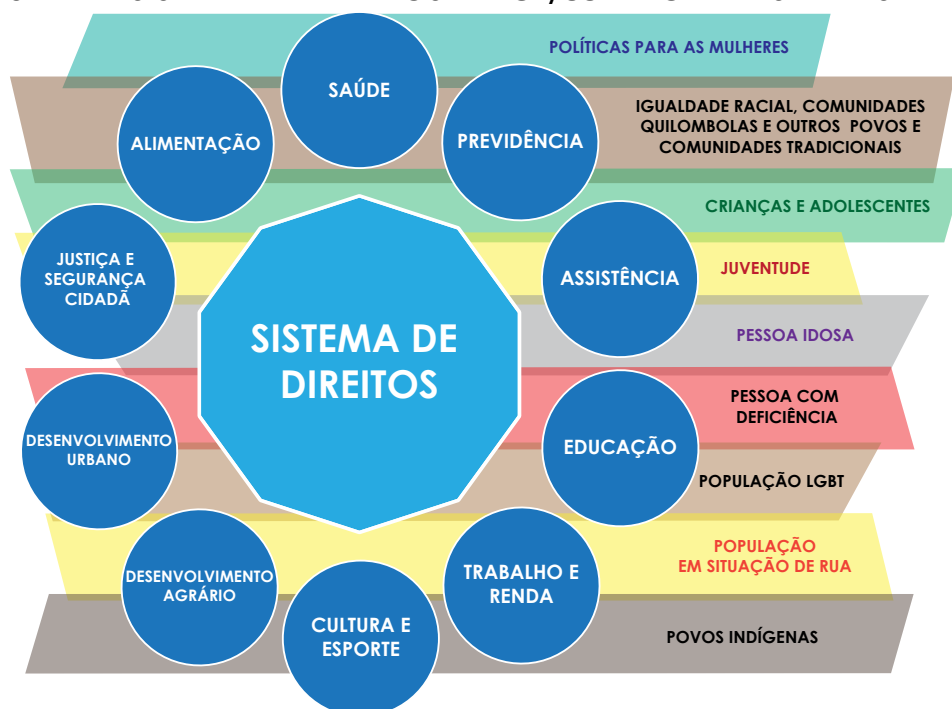 POLÍTICAS PARA AS MULHERES
SAÚDE
IGUALDADE RACIAL, COMUNIDADES
QUILOMBOLAS E OUTROS POVOS E
COMUNIDADES TRADICIONAIS
ALIMENTAÇÃO
PREVIDÊNCIA
CRIANÇAS E ADOLESCENTES
JUSTIÇA E
SEGURANÇA
CIDADÃ
ASSISTÊNCIA
JUVENTUDE
SISTEMA DE
DIREITOS
PESSOA IDOSA
PESSOA COM
DEFICIÊNCIA
DESENVOLVIMENTO
URBANO
EDUCAÇÃO
POPULAÇÃO LGBT
POPULAÇÃO
EM SITUAÇÃO DE RUA
DESENVOLVIMENTO
AGRÁRIO
TRABALHO E
RENDA
CULTURA E
ESPORTE
POVOS INDÍGENAS